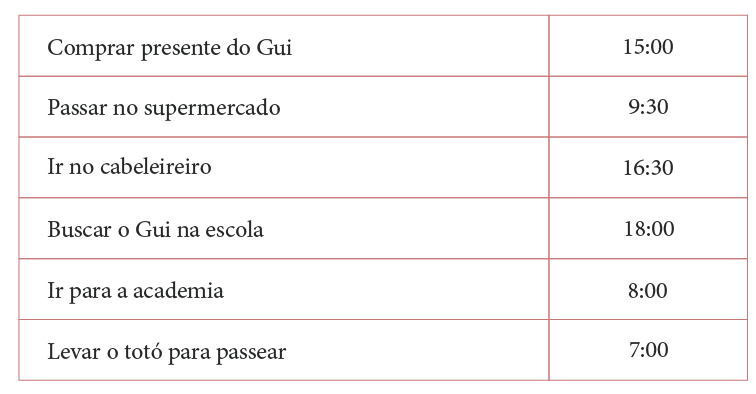 Comprar presente do Gui 15:00
Passar no supermercado 9:30
Ir no cabeleireiro 16:30
Buscar o Gui na escola 18:00
Ir para a academia 8:00
Levar o totó para passear 7:00